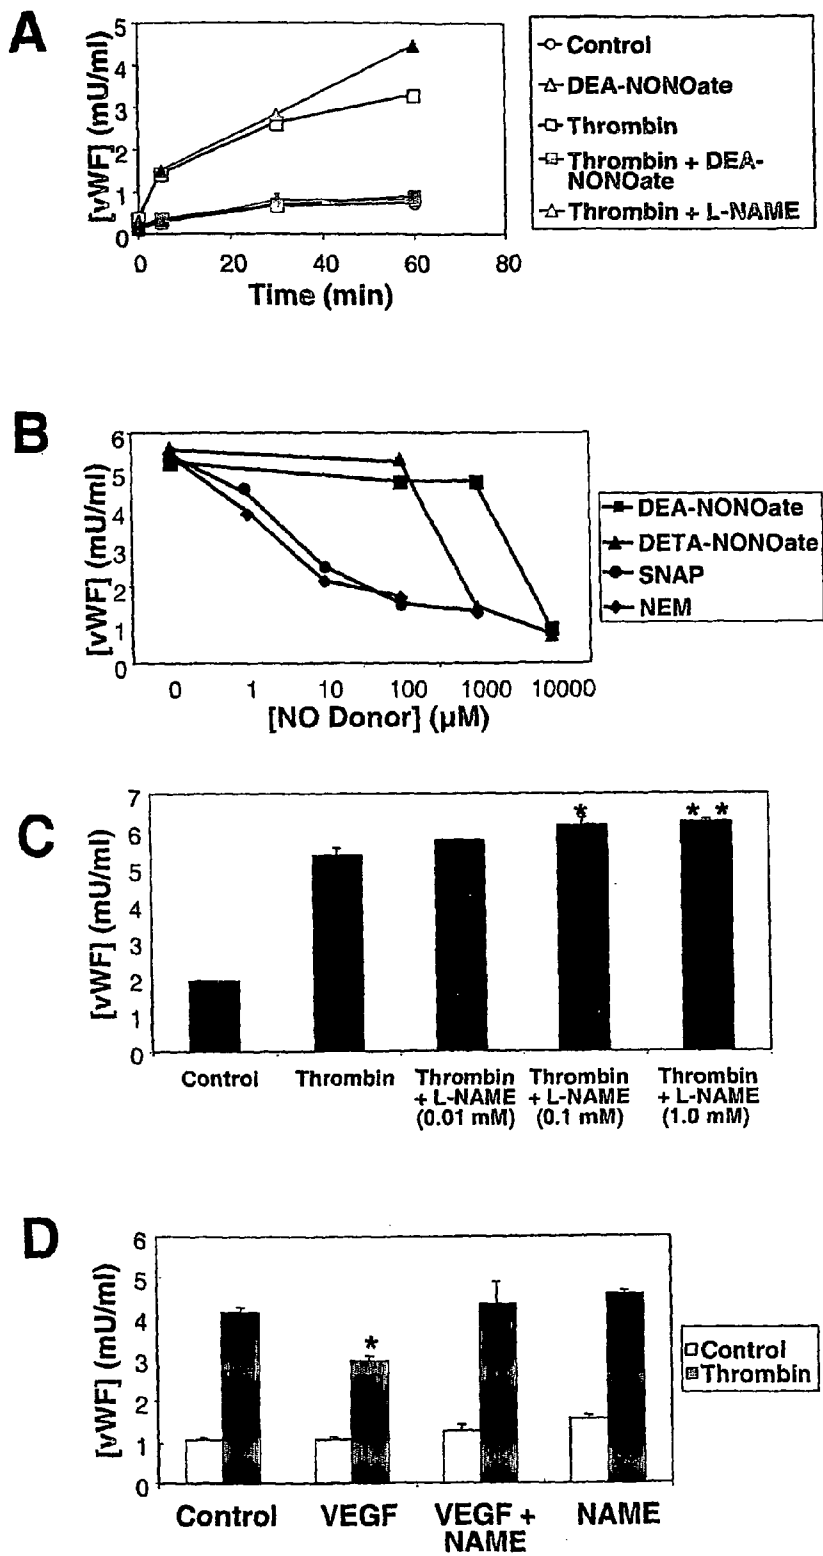 A
[vWF] (mU/ml)
5
4
3
2
1
0
0 20 40 60 80
Time (min)
Control
DEA-NONOate
Thrombin
Thrombin + DEA-
NONOate
Thrombin + L-NAME
B
[vWF] (mU/ml)
6
5
4
3
2
1
0
0 1 10 100 1000 10000
[NO Donor] (µM)
DEA-NONOate
DETA-NONOate
SNAP
NEM
C
[vWF] (mU/ml)
7
6
5
4
3
2
1
0
*
* *
Control
Thrombin
Thrombin
+ L-NAME
(0.01 mM)
Thrombin
+ L-NAME
(0.1 mM)
Thrombin
+ L-NAME
(1.0 mM)
D
[vWF] (mU/ml)
6
5
4
3
2
1
0
*
Control
VEGF
VEGF +
NAME
NAME
Control
Thrombin